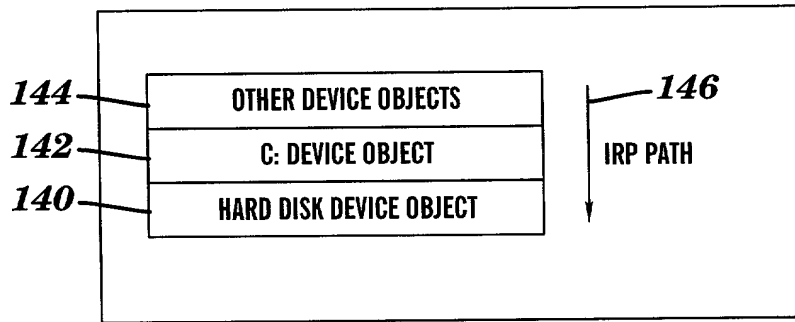 144 OTHER DEVICE OBJECTS 146
142 C: DEVICE OBJECT IRP PATH
140 HARD DISK DEVICE OBJECT